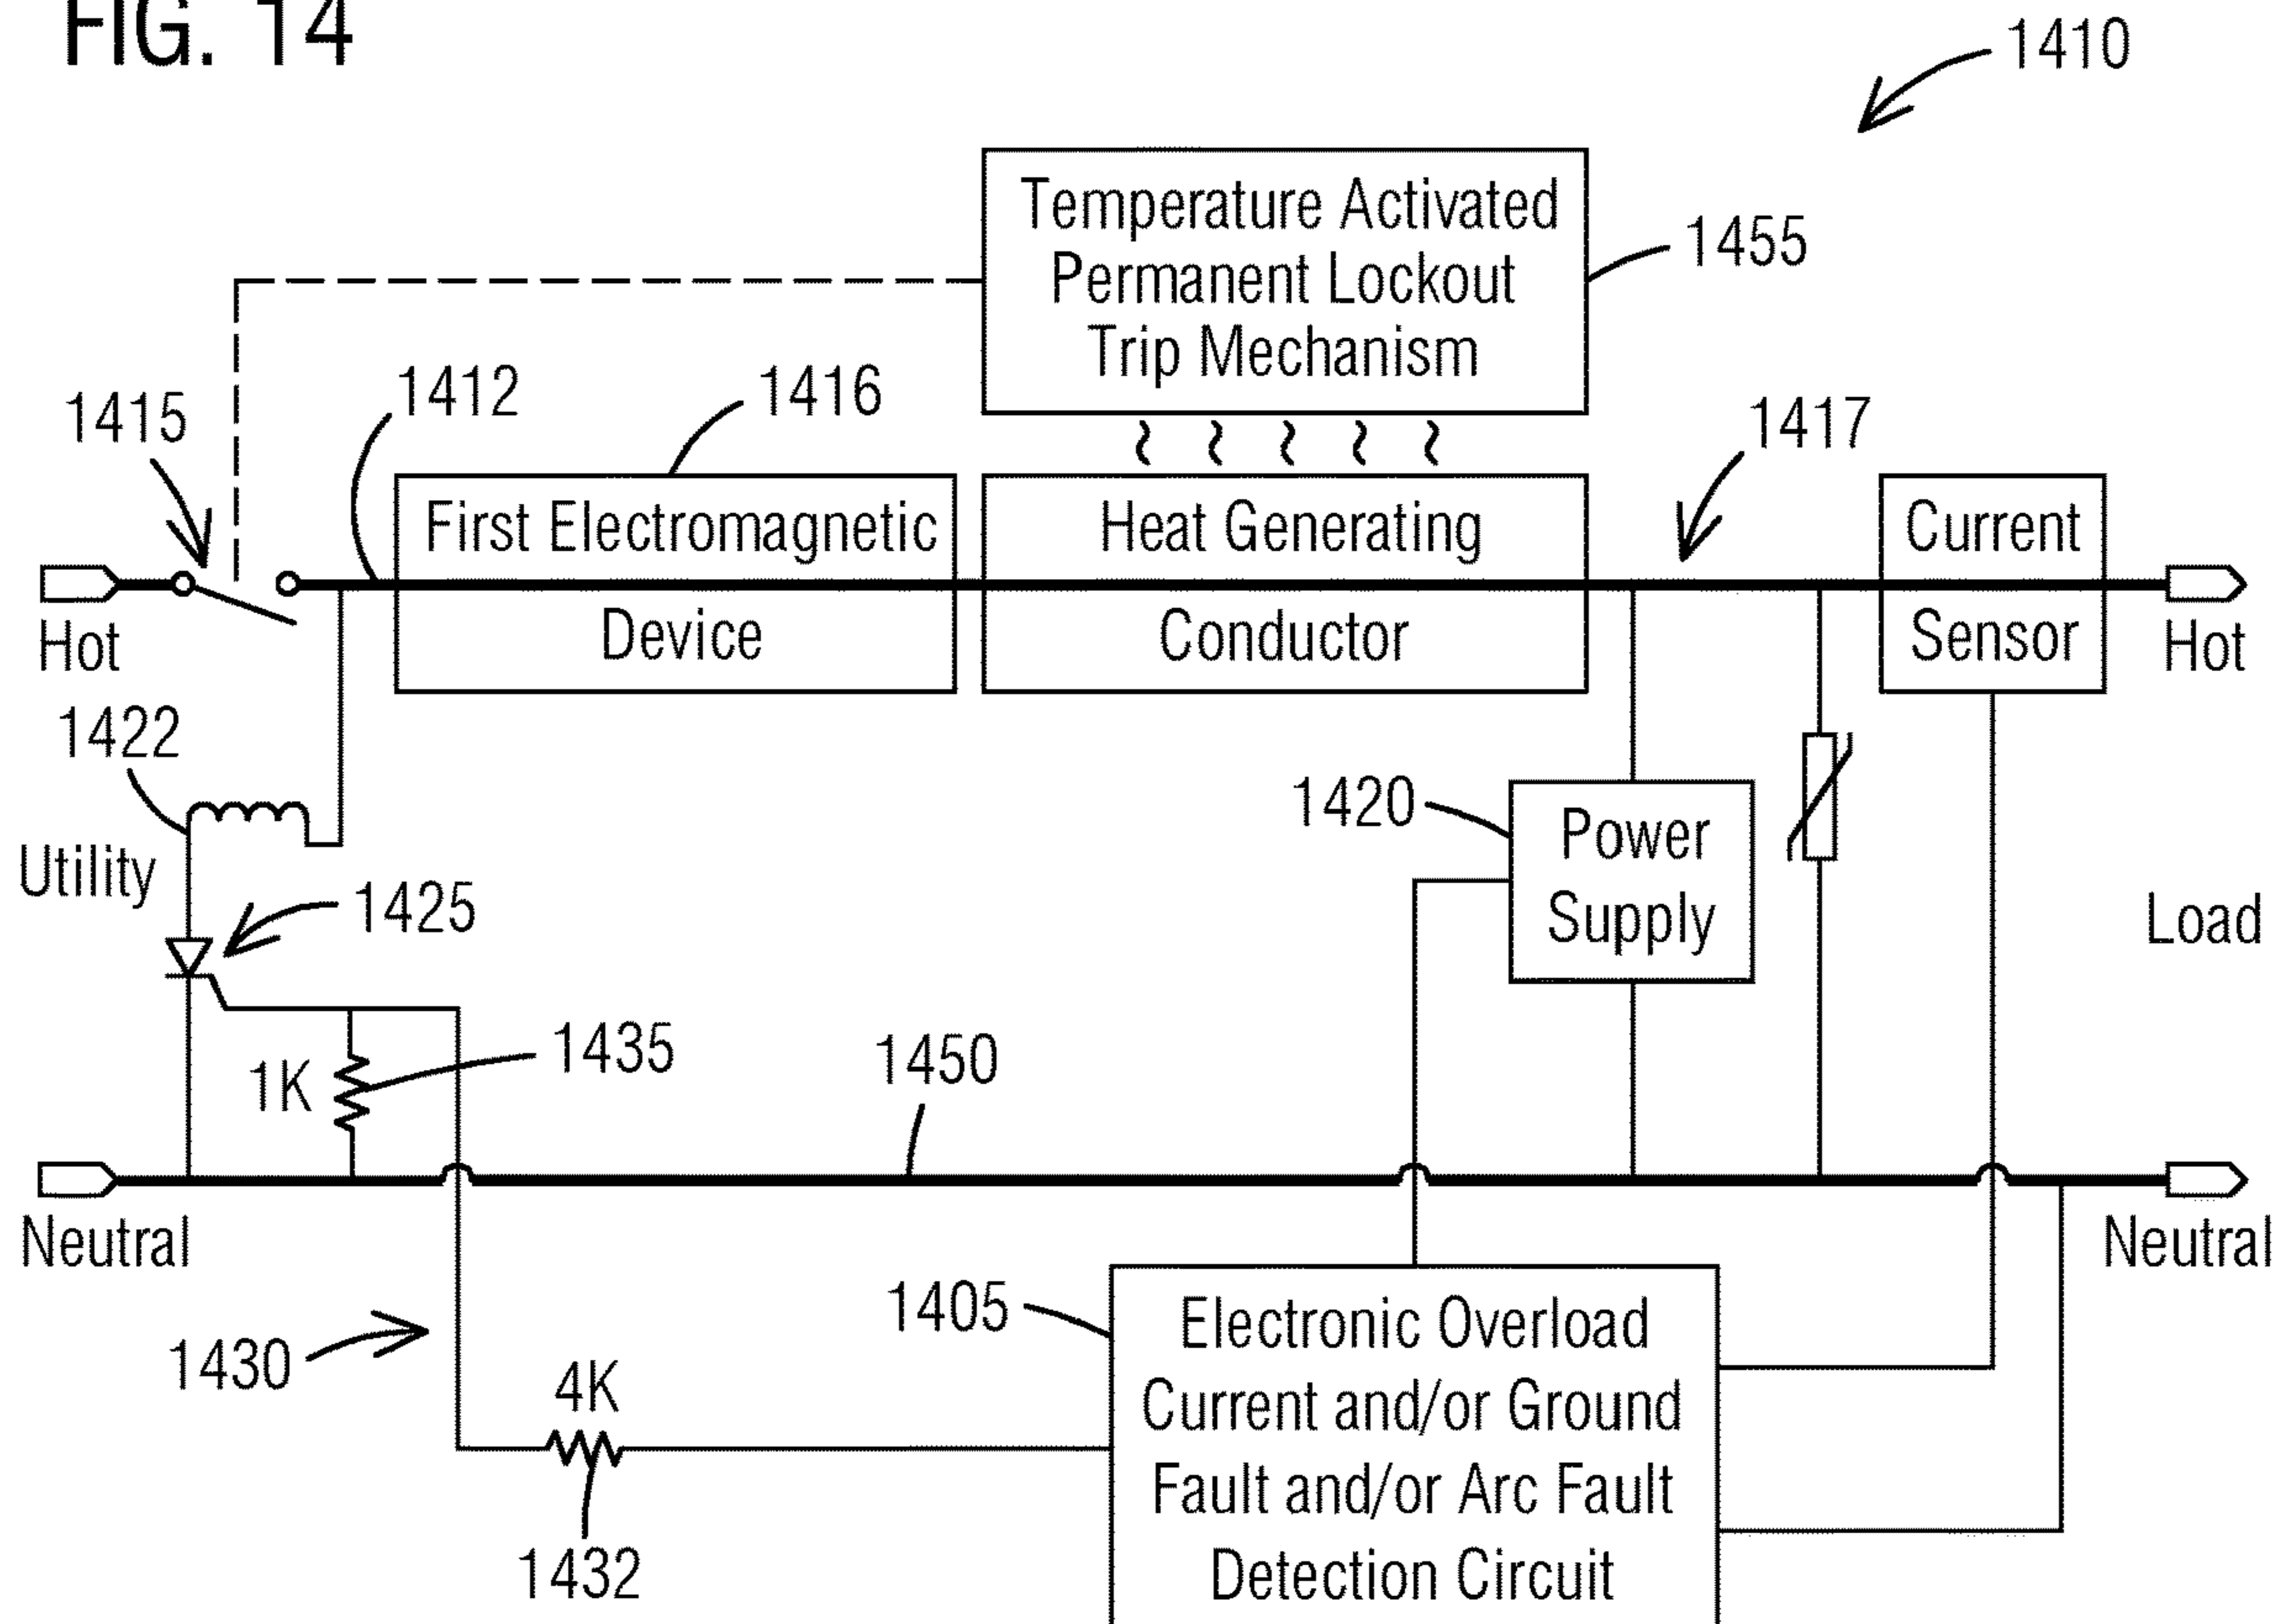 FIG. 14
1410
Temperature Activated
Permanent Lockout
Trip Mechanism
1455
1415
1412
1416
1417
First Electromagnetic
Device
Heat Generating
Conductor
Current
Sensor
Hot
Hot
1422
1420
Power
Supply
Utility
1425
Load
1K
1435
1450
Neutral
Neutral
1405
Electronic Overload
Current and/or Ground
Fault and/or Arc Fault
Detection Circuit
1430
4K
1432